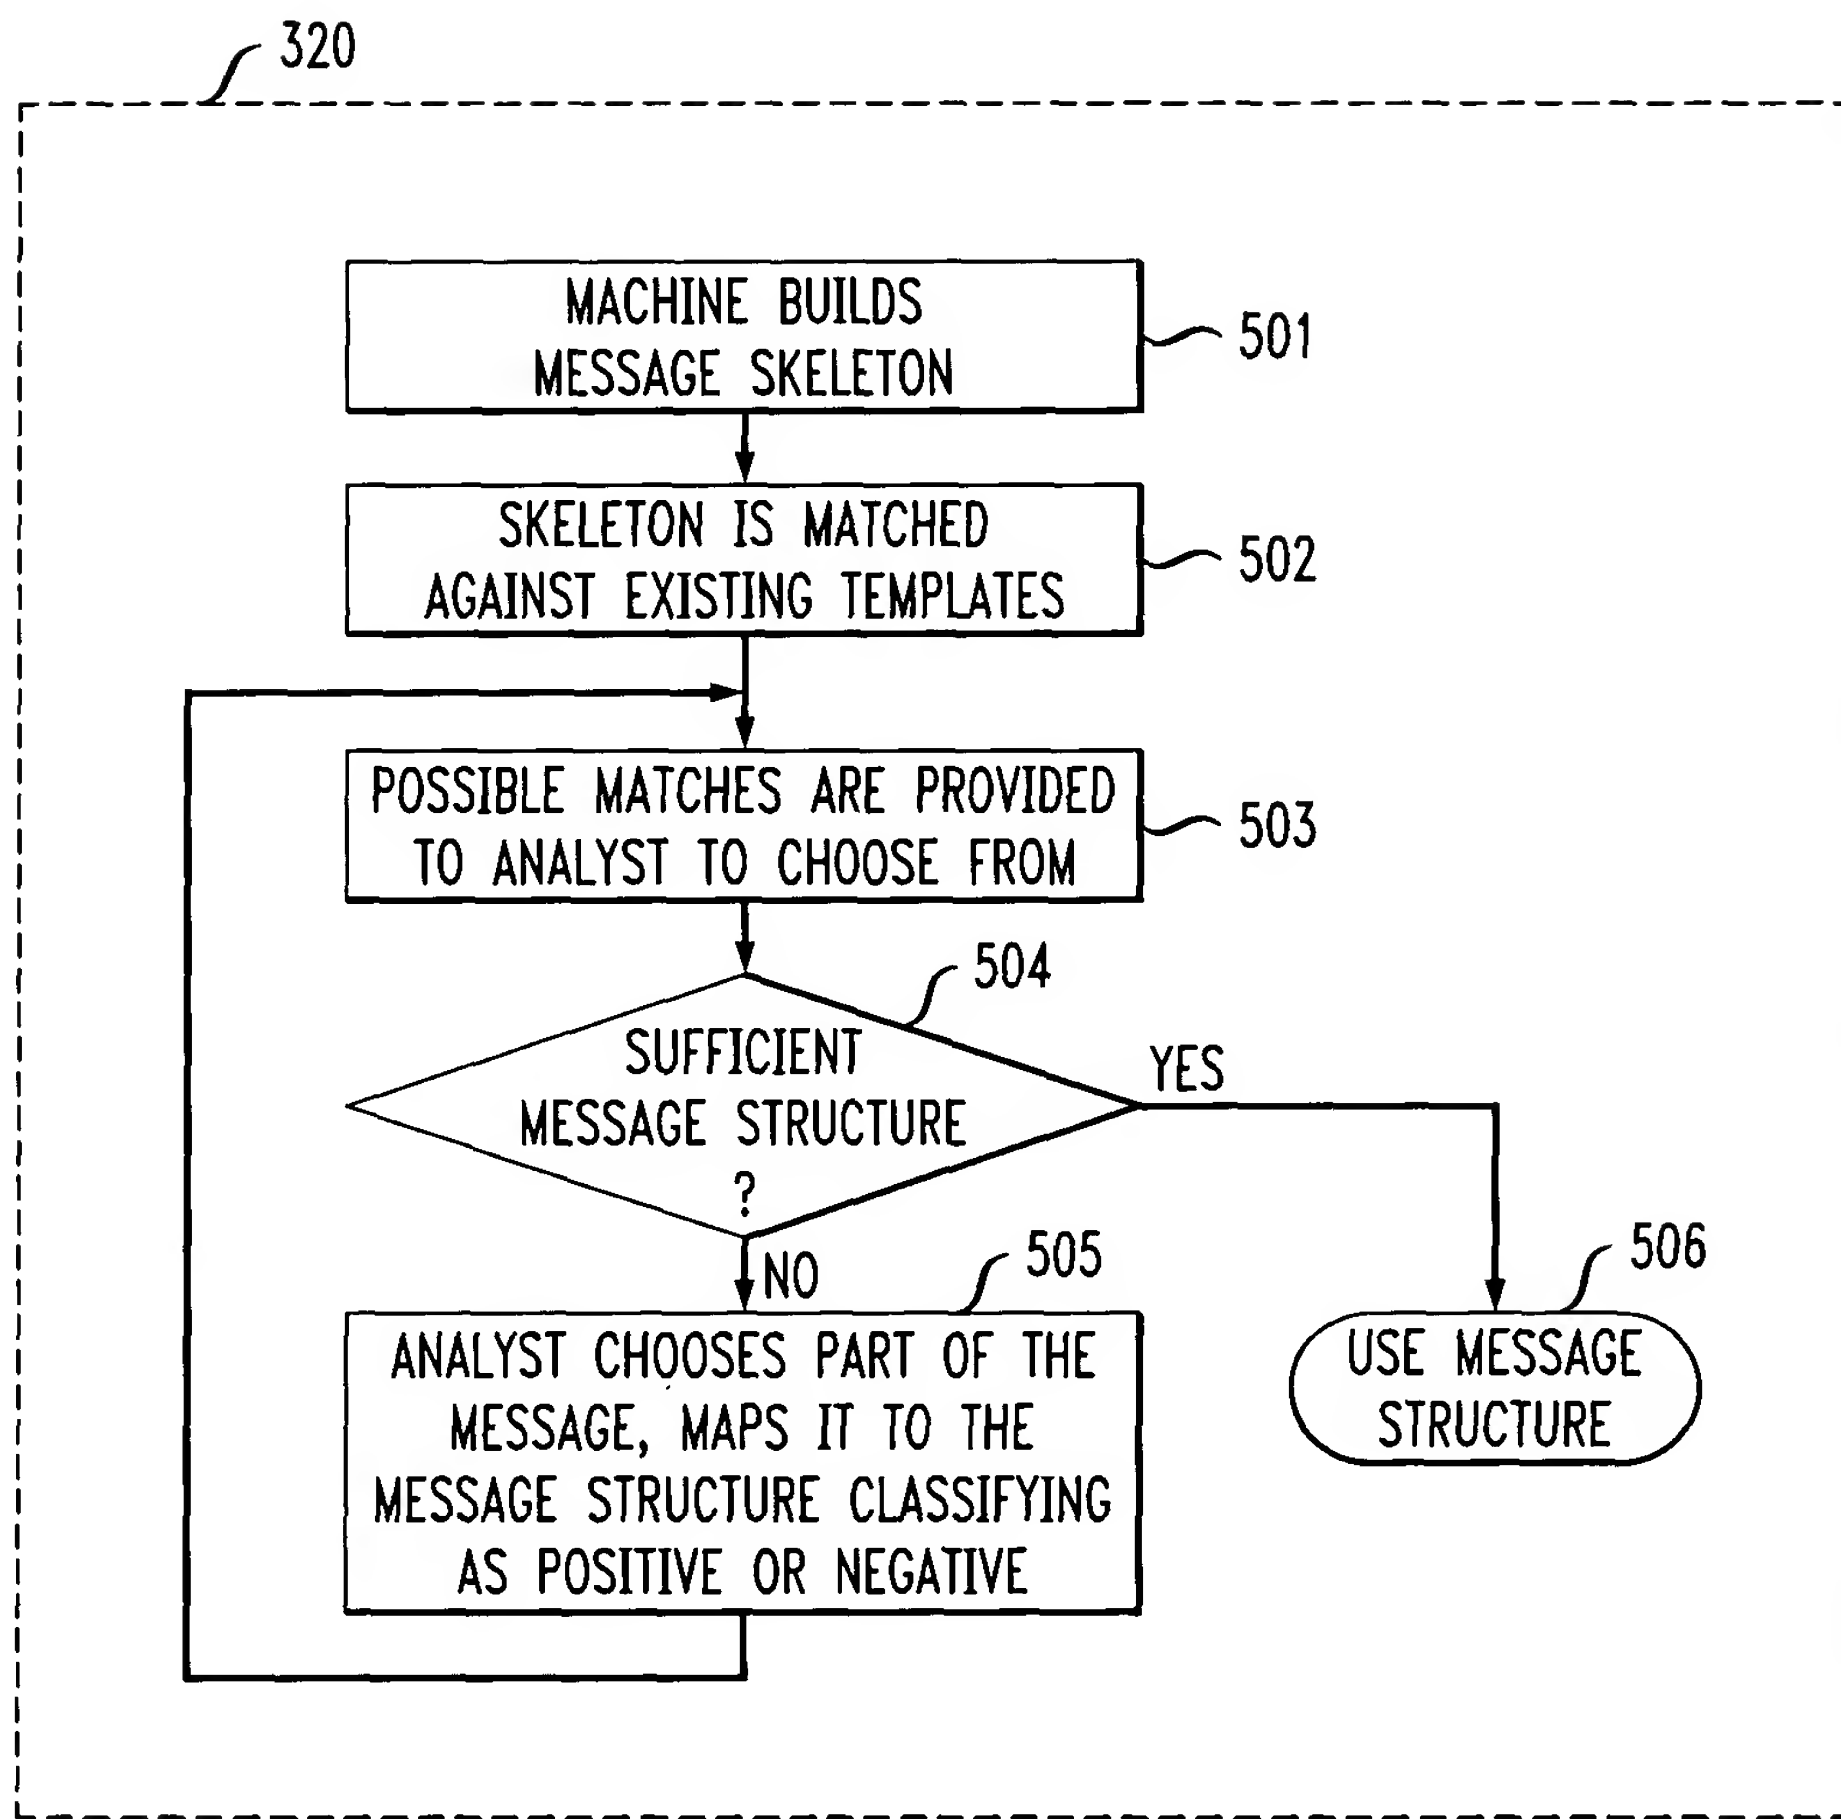 320
MACHINE BUILDS
MESSAGE SKELETON
501
SKELETON IS MATCHED
AGAINST EXISTING TEMPLATES
502
POSSIBLE MATCHES ARE PROVIDED
TO ANALYST TO CHOOSE FROM
503
504
SUFFICIENT
MESSAGE STRUCTURE
?
YES
NO
505
ANALYST CHOOSES PART OF THE
MESSAGE, MAPS IT TO THE
MESSAGE STRUCTURE CLASSIFYING
AS POSITIVE OR NEGATIVE
506
USE MESSAGE
STRUCTURE